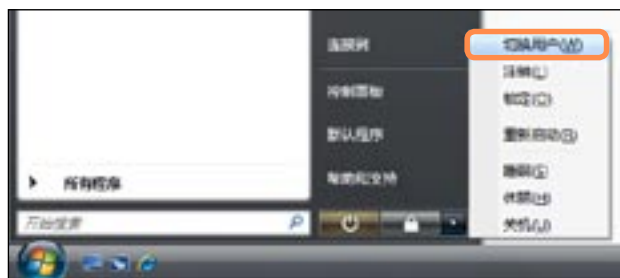 连接到
控制面板
默认程序
帮助和支持
所有程序
开始搜索
切换用户(W)
注销(L)
锁定(O)
重新启动(R)
睡眠(S)
休眠(H)
关机(U)